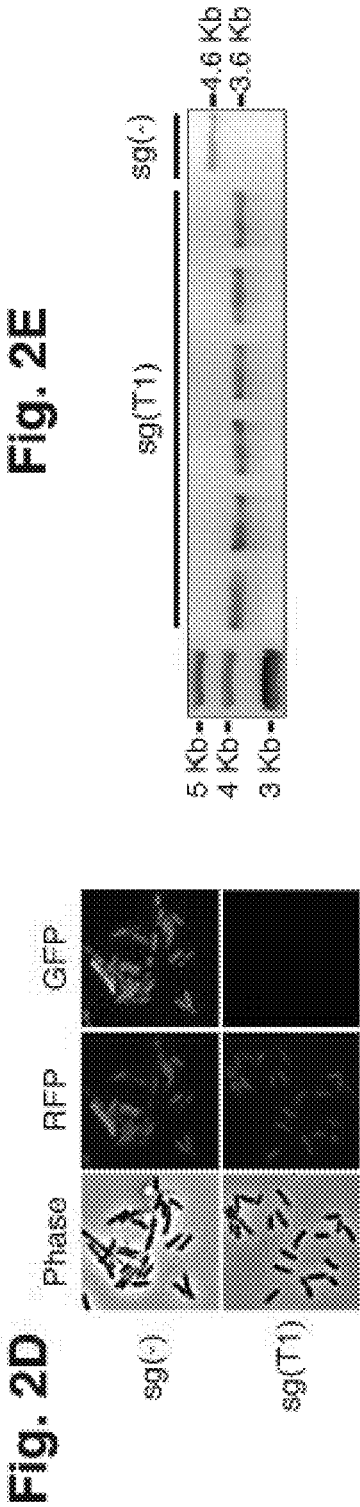 Fig. 2D
Phase RFP GFP
sg(-)
sg(T1)
Fig. 2E
sg(T1) sg(-)
5 Kb
4 Kb
3 Kb
4.6 Kb
3.6 Kb